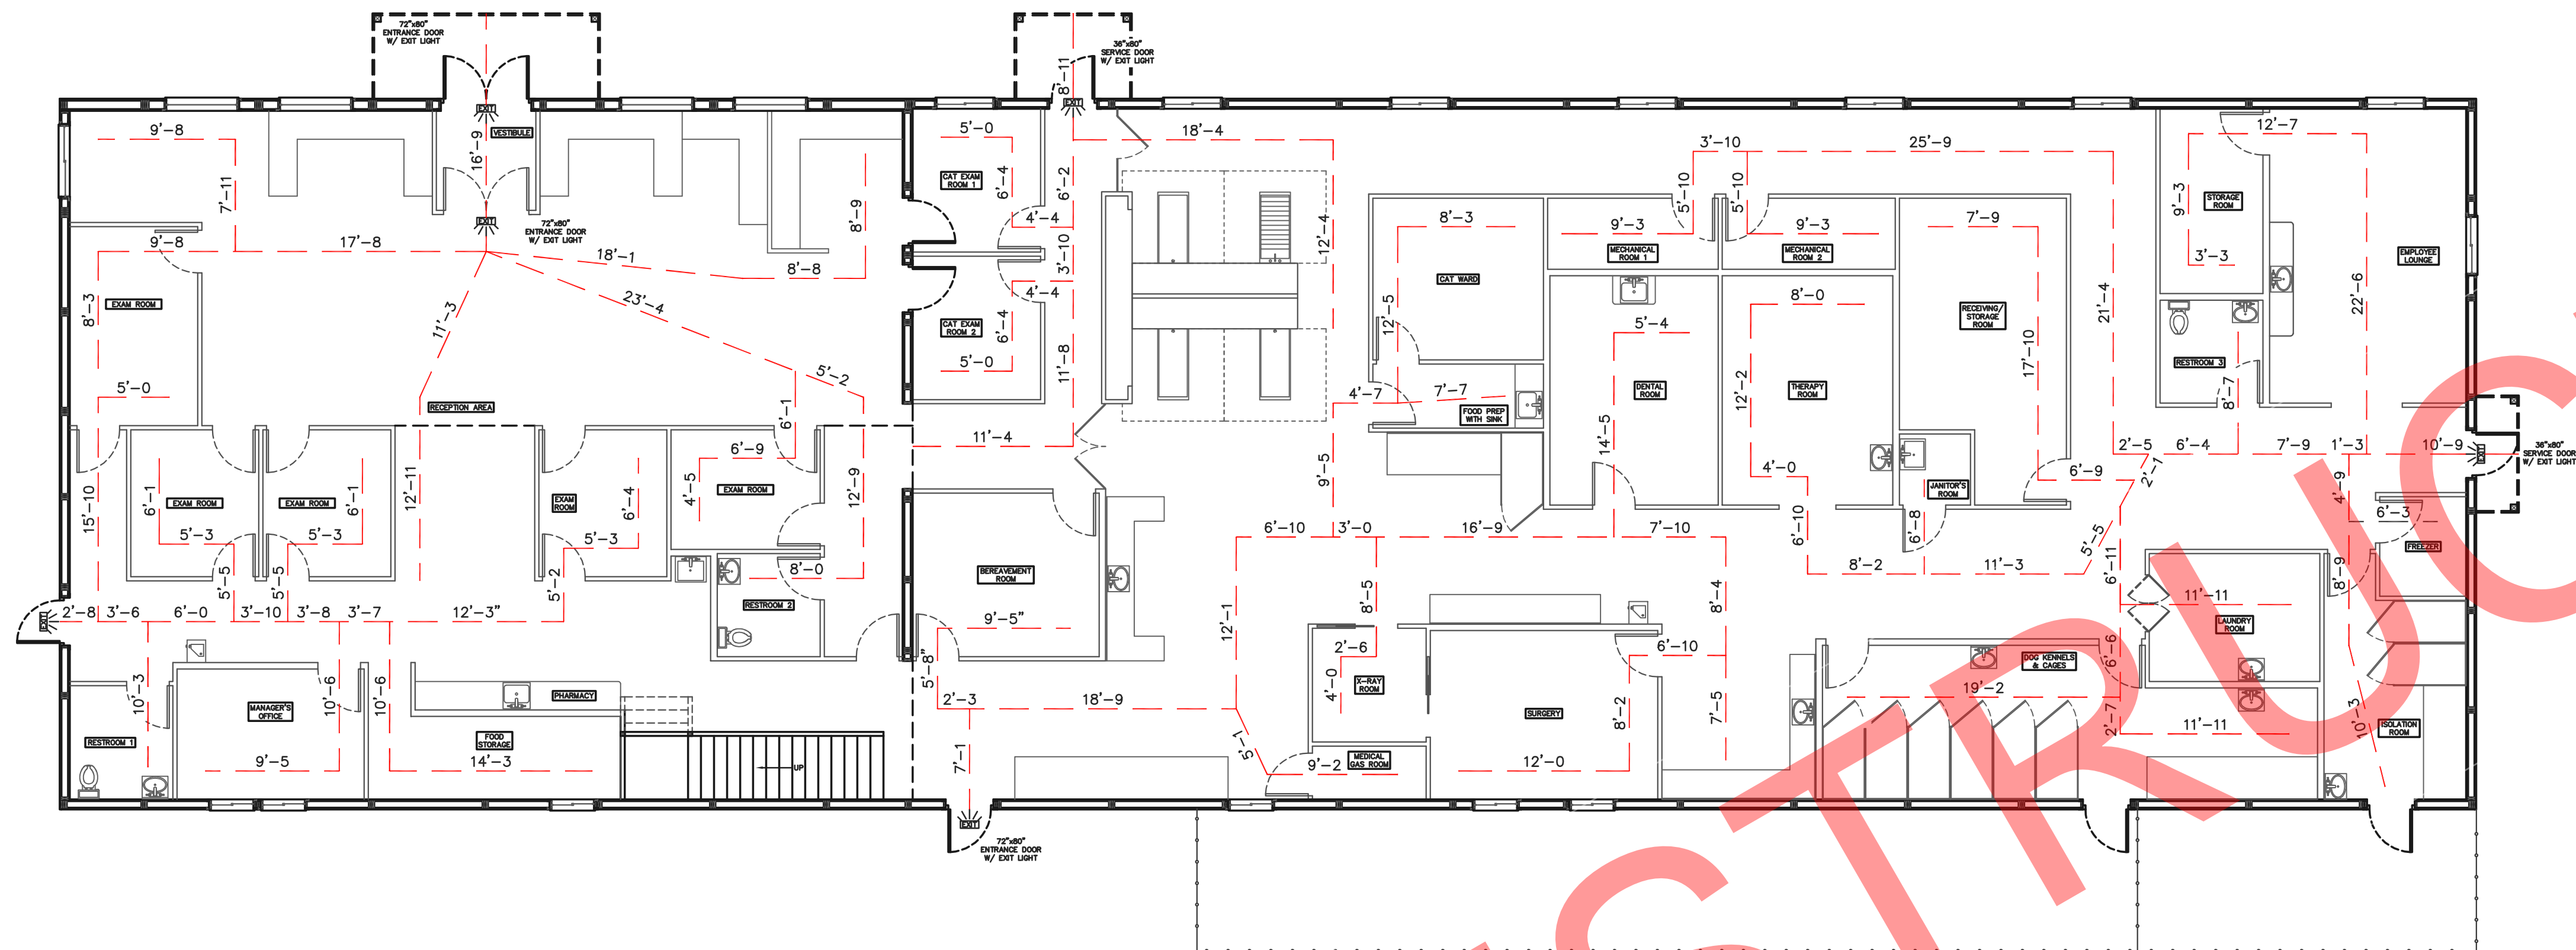 72"x80"
ENTRANCE DOOR
W/ EXIT LIGHT
36"x80"
SERVICE DOOR
W/ EXIT LIGHT
8'-11
EXIT
EXIT
VESTIBULE
16'-9
EXIT
72"x80"
ENTRANCE DOOR
W/ EXIT LIGHT
9'-8
7'-11
9'-8
17'-8
18'-1
8'-8
8'-9
23'-4
5'-2
11'-3
EXAM ROOM
8'-3
5'-0
RECEPTION AREA
5'-0
CAT EXAM
ROOM 1
6'-4
4'-4
6'-2
3'-10
4'-4
CAT EXAM
ROOM 2
6'-4
5'-0
11'-8
11'-4
18'-4
12'-4
8'-3
CAT WARD
12'-5
4'-7
7'-7
FOOD PREP
WITH SINK
9'-5
3'-10
5'-10
5'-10
9'-3
MECHANICAL
ROOM 1
9'-3
MECHANICAL
ROOM 2
25'-9
7'-9
RECEIVING/
STORAGE
ROOM
17'-10
6'-9
21'-4
5'-4
DENTAL
ROOM
14'-5
8'-0
THERAPY
ROOM
12'-2
4'-0
6'-10
JANITOR'S
ROOM
6'-8
12'-7
9'-3
STORAGE
ROOM
3'-3
EMPLOYEE
LOUNGE
22'-6
RESTROOM 3
8'-7
2'-5
6'-4
7'-9
1'-3
10'-9
EXIT
36"x80"
SERVICE DOOR
W/ EXIT LIGHT
2'-1
4'-9
6'-3
FREEZER
5'-5
6'-11
8'-9
11'-11
LAUNDRY
ROOM
6'-6
2'-7
11'-11
10'-3
ISOLATION
ROOM
15'-10
6'-1
EXAM ROOM
5'-3
5'-5
EXAM ROOM
6'-1
5'-3
5'-5
12'-11
EXAM
ROOM
6'-4
5'-3
5'-2
6'-9
4'-5
EXAM ROOM
6'-1
12'-9
8'-0
RESTROOM 2
BEREAVEMENT
ROOM
9'-5"
5'-8"
2'-3
18'-9
7'-1
EXIT
72"x80"
ENTRANCE DOOR
W/ EXIT LIGHT
EXIT
2'-8
3'-6
6'-0
3'-10
3'-8
3'-7
12'-3"
10'-3
RESTROOM 1
MANAGER'S
OFFICE
9'-5
10'-6
10'-6
PHARMACY
FOOD
STORAGE
14'-3
UP
6'-10
3'-0
16'-9
7'-10
12'-1
8'-5
2'-6
4'-0
X-RAY
ROOM
5'-1
9'-2
MEDICAL
GAS ROOM
SURGERY
12'-0
8'-2
6'-10
8'-4
7'-5
8'-2
11'-3
DOG KENNELS
& CAGES
19'-2
STRUC